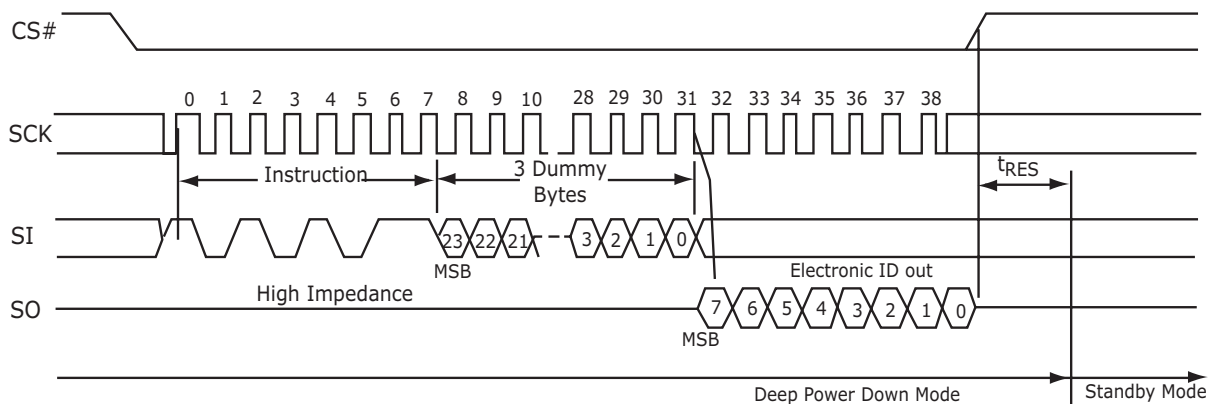 CS#
0 1 2 3 4 5 6 7 8 9 10 28 29 30 31 32 33 34 35 36 37 38
SCK
Instruction
3 Dummy
Bytes
tRES
SI
23 22 21 3 2 1 0
MSB
Electronic ID out
High Impedance
SO
7 6 5 4 3 2 1 0
MSB
Deep Power Down Mode
Standby Mode